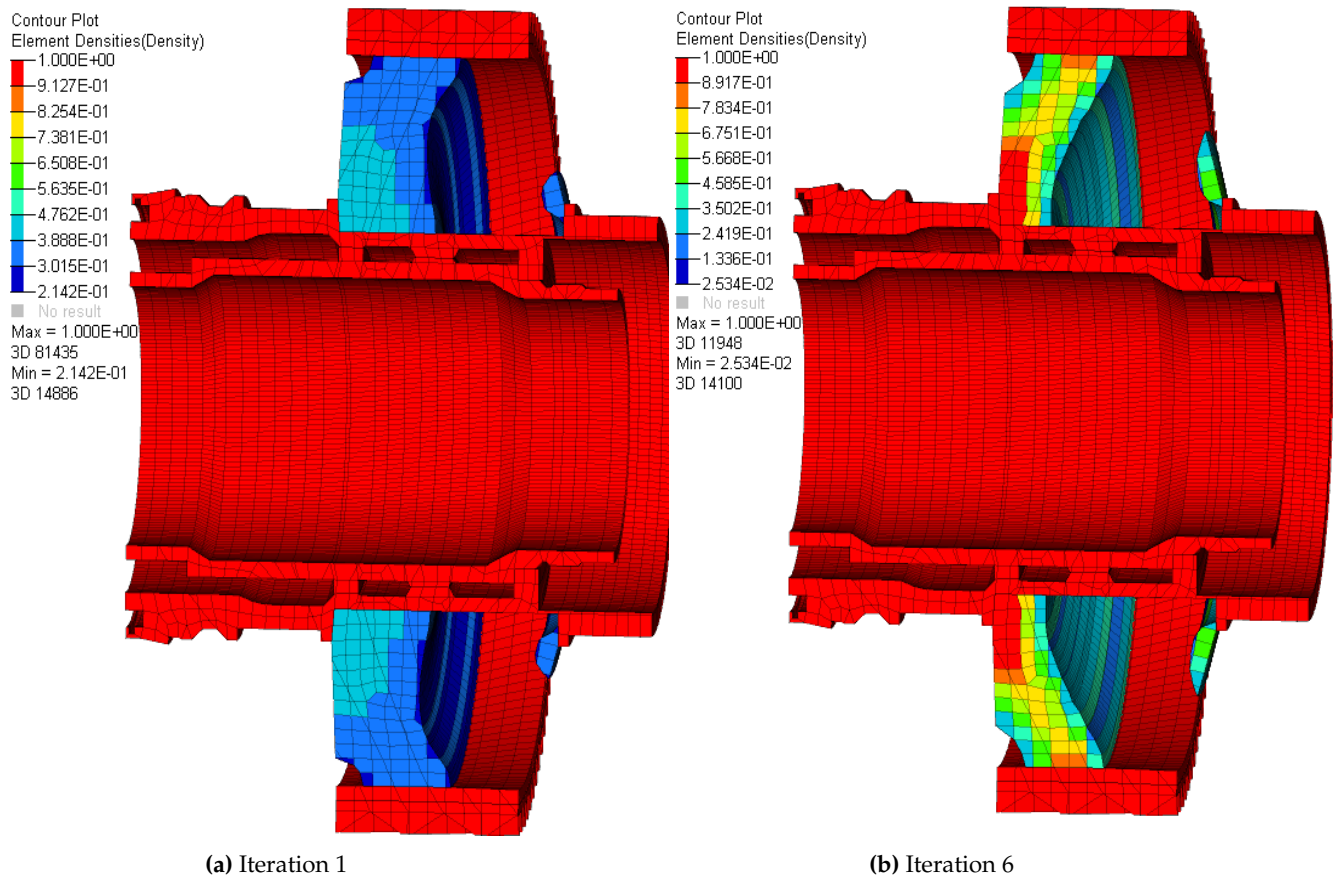 Contour Plot
Element Densities(Density)
1.000E+00
9.127E-01
8.254E-01
7.381E-01
6.508E-01
5.635E-01
4.762E-01
3.888E-01
3.015E-01
2.142E-01
No result
Max = 1.000E+00
3D 81435
Min = 2.142E-01
3D 14886
(a) Iteration 1
Contour Plot
Element Densities(Density)
1.000E+00
8.917E-01
7.834E-01
6.751E-01
5.668E-01
4.585E-01
3.502E-01
2.419E-01
1.336E-01
2.534E-02
No result
Max = 1.000E+00
3D 11948
Min = 2.534E-02
3D 14100
(b) Iteration 6